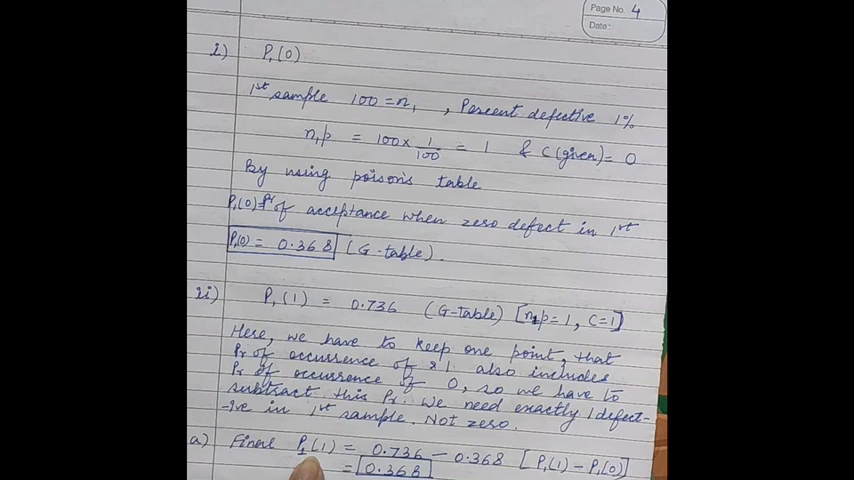 Page No. 4
Date:
i) P₁(0)
1st sample 100 = n₁ , Percent defective 1%
n₁p = 100 × 1/100 = 1 & C (given) = 0
By using poison's table
P₁(0) = Pr of acceptance when zero defect in 1st
P₁(0) = 0.368 (G-table).
ii) P₁(1) = 0.736 (G-table) [n₁p = 1, C = 1]
Here, we have to keep one point, that
Pr of occurrence of 1 also includes
Pr of occurrence of 0, so we have to
subtract this Pr. We need exactly 1 defect-
-ive in 1st sample. Not zero.
a) Final P₁(1) = 0.736 – 0.368 [P₁(1) – P₁(0)]
= 0.368